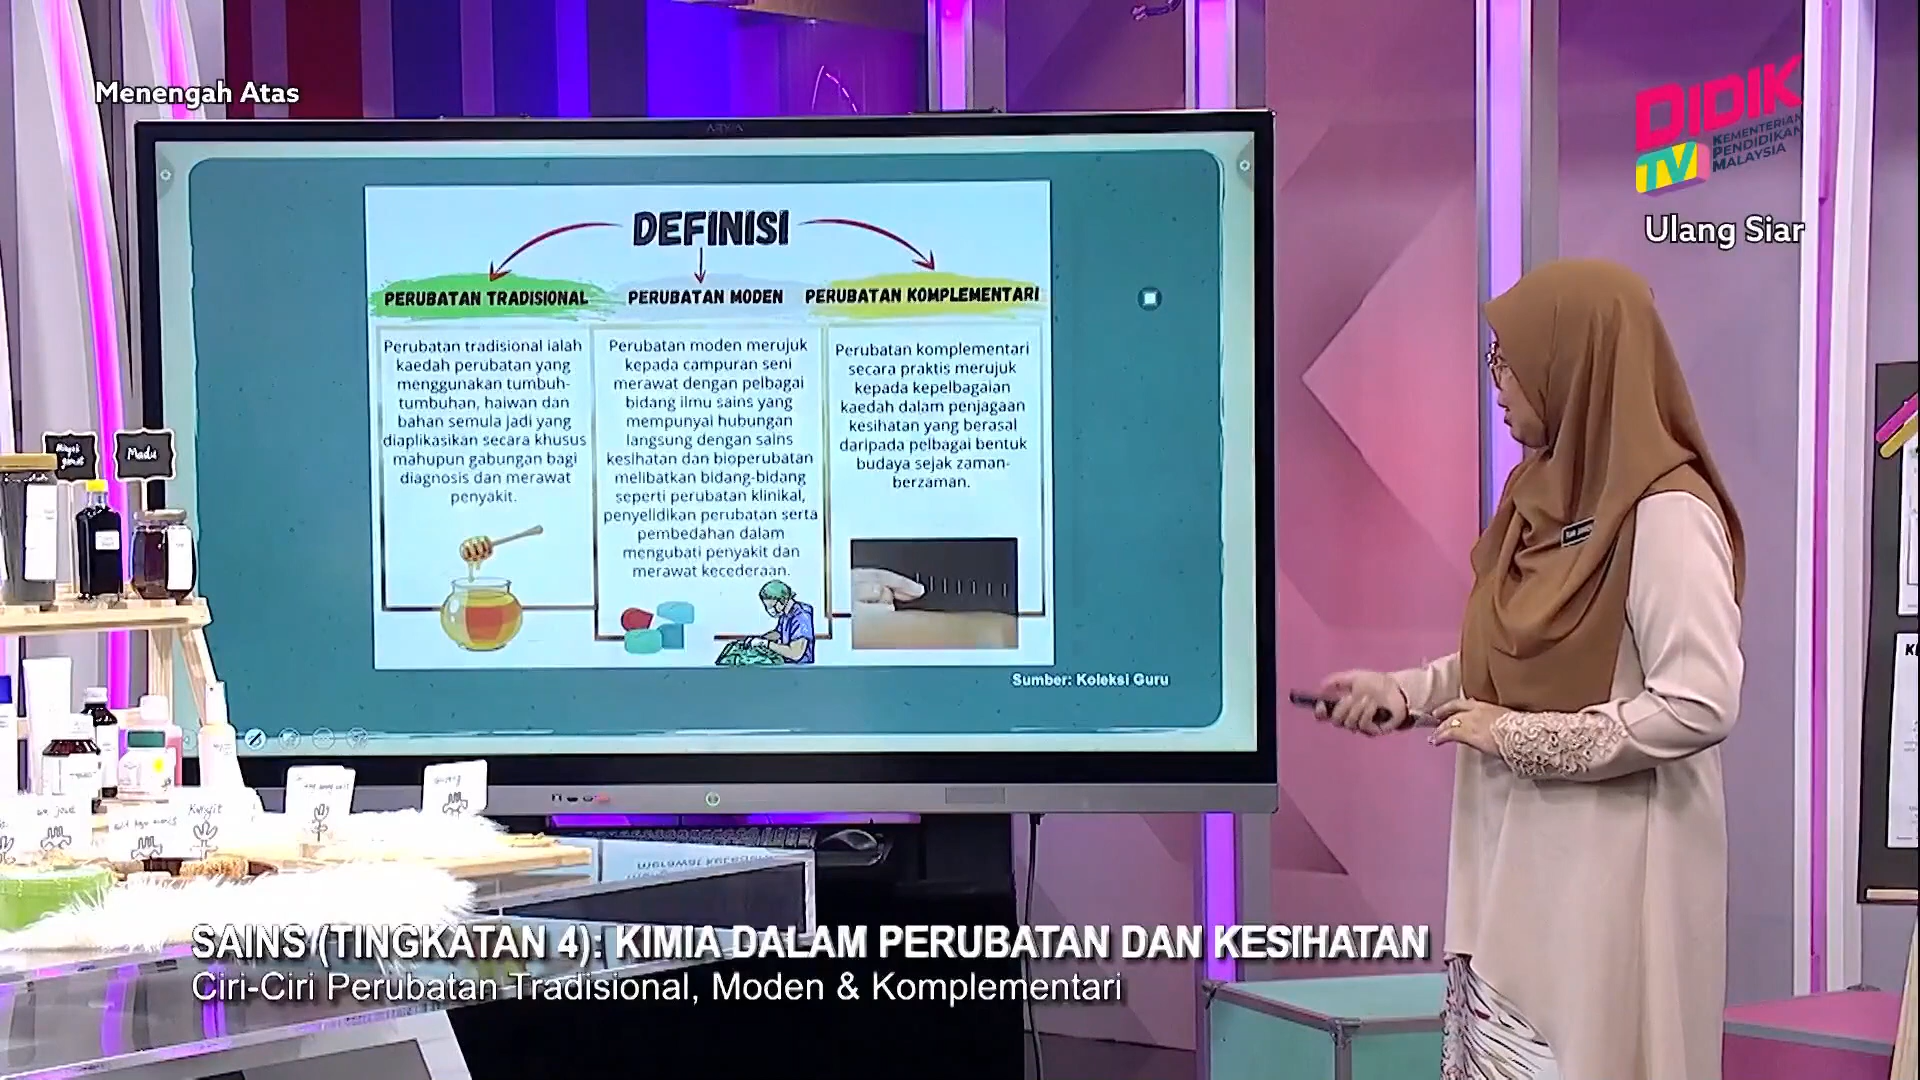 Menengah Atas
DIDIK
TV
KEMENTERIAN
PENDIDIKAN
MALAYSIA
Ulang Siar
DEFINISI
PERUBATAN TRADISIONAL
PERUBATAN MODEN
PERUBATAN KOMPLEMENTARI
Perubatan tradisional ialah
kaedah perubatan yang
menggunakan tumbuh-
tumbuhan, haiwan dan
bahan semula jadi yang
diaplikasikan secara khusus
mahupun gabungan bagi
diagnosis dan merawat
penyakit.
Perubatan moden merujuk
kepada campuran seni
merawat dengan pelbagai
bidang ilmu sains yang
mempunyai hubungan
langsung dengan sains
kesihatan dan bioperubatan
melibatkan bidang-bidang
seperti perubatan klinikal,
penyelidikan perubatan serta
pembedahan dalam
mengubati penyakit dan
merawat kecederaan.
Perubatan komplementari
secara praktis merujuk
kepada kepelbagaian
kaedah dalam penjagaan
kesihatan yang berasal
daripada pelbagai bentuk
budaya sejak zaman-
berzaman.
Sumber: Koleksi Guru
Madu
Kunyit
SAINS (TINGKATAN 4): KIMIA DALAM PERUBATAN DAN KESIHATAN
Ciri-Ciri Perubatan Tradisional, Moden & Komplementari